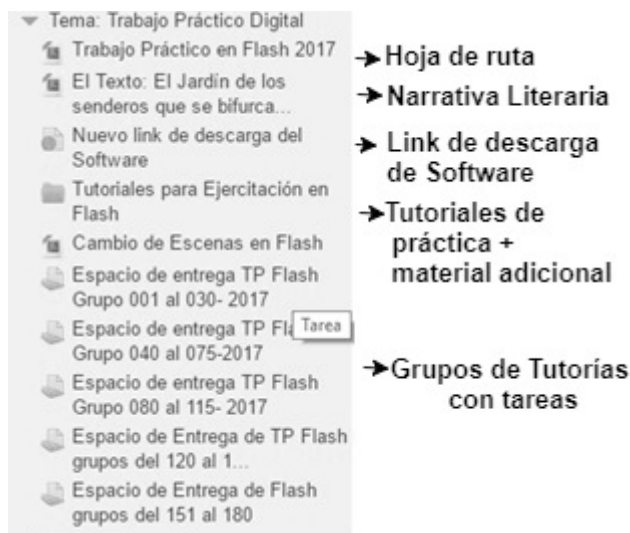 Tema: Trabajo Práctico Digital
Trabajo Práctico en Flash 2017
El Texto: El Jardín de los
senderos que se bifurca...
Nuevo link de descarga del
Software
Tutoriales para Ejercitación en
Flash
Cambio de Escenas en Flash
Espacio de entrega TP Flash
Grupo 001 al 030- 2017
Espacio de entrega TP Fla
Tarea
Grupo 040 al 075-2017
Espacio de entrega TP Flash
Grupo 080 al 115- 2017
Espacio de Entrega de TP Flash
grupos del 120 al 1...
Espacio de Entrega de Flash
grupos del 151 al 180
Hoja de ruta
Narrativa Literaria
Link de descarga
de Software
Tutoriales de
práctica +
material adicional
Grupos de Tutorías
con tareas